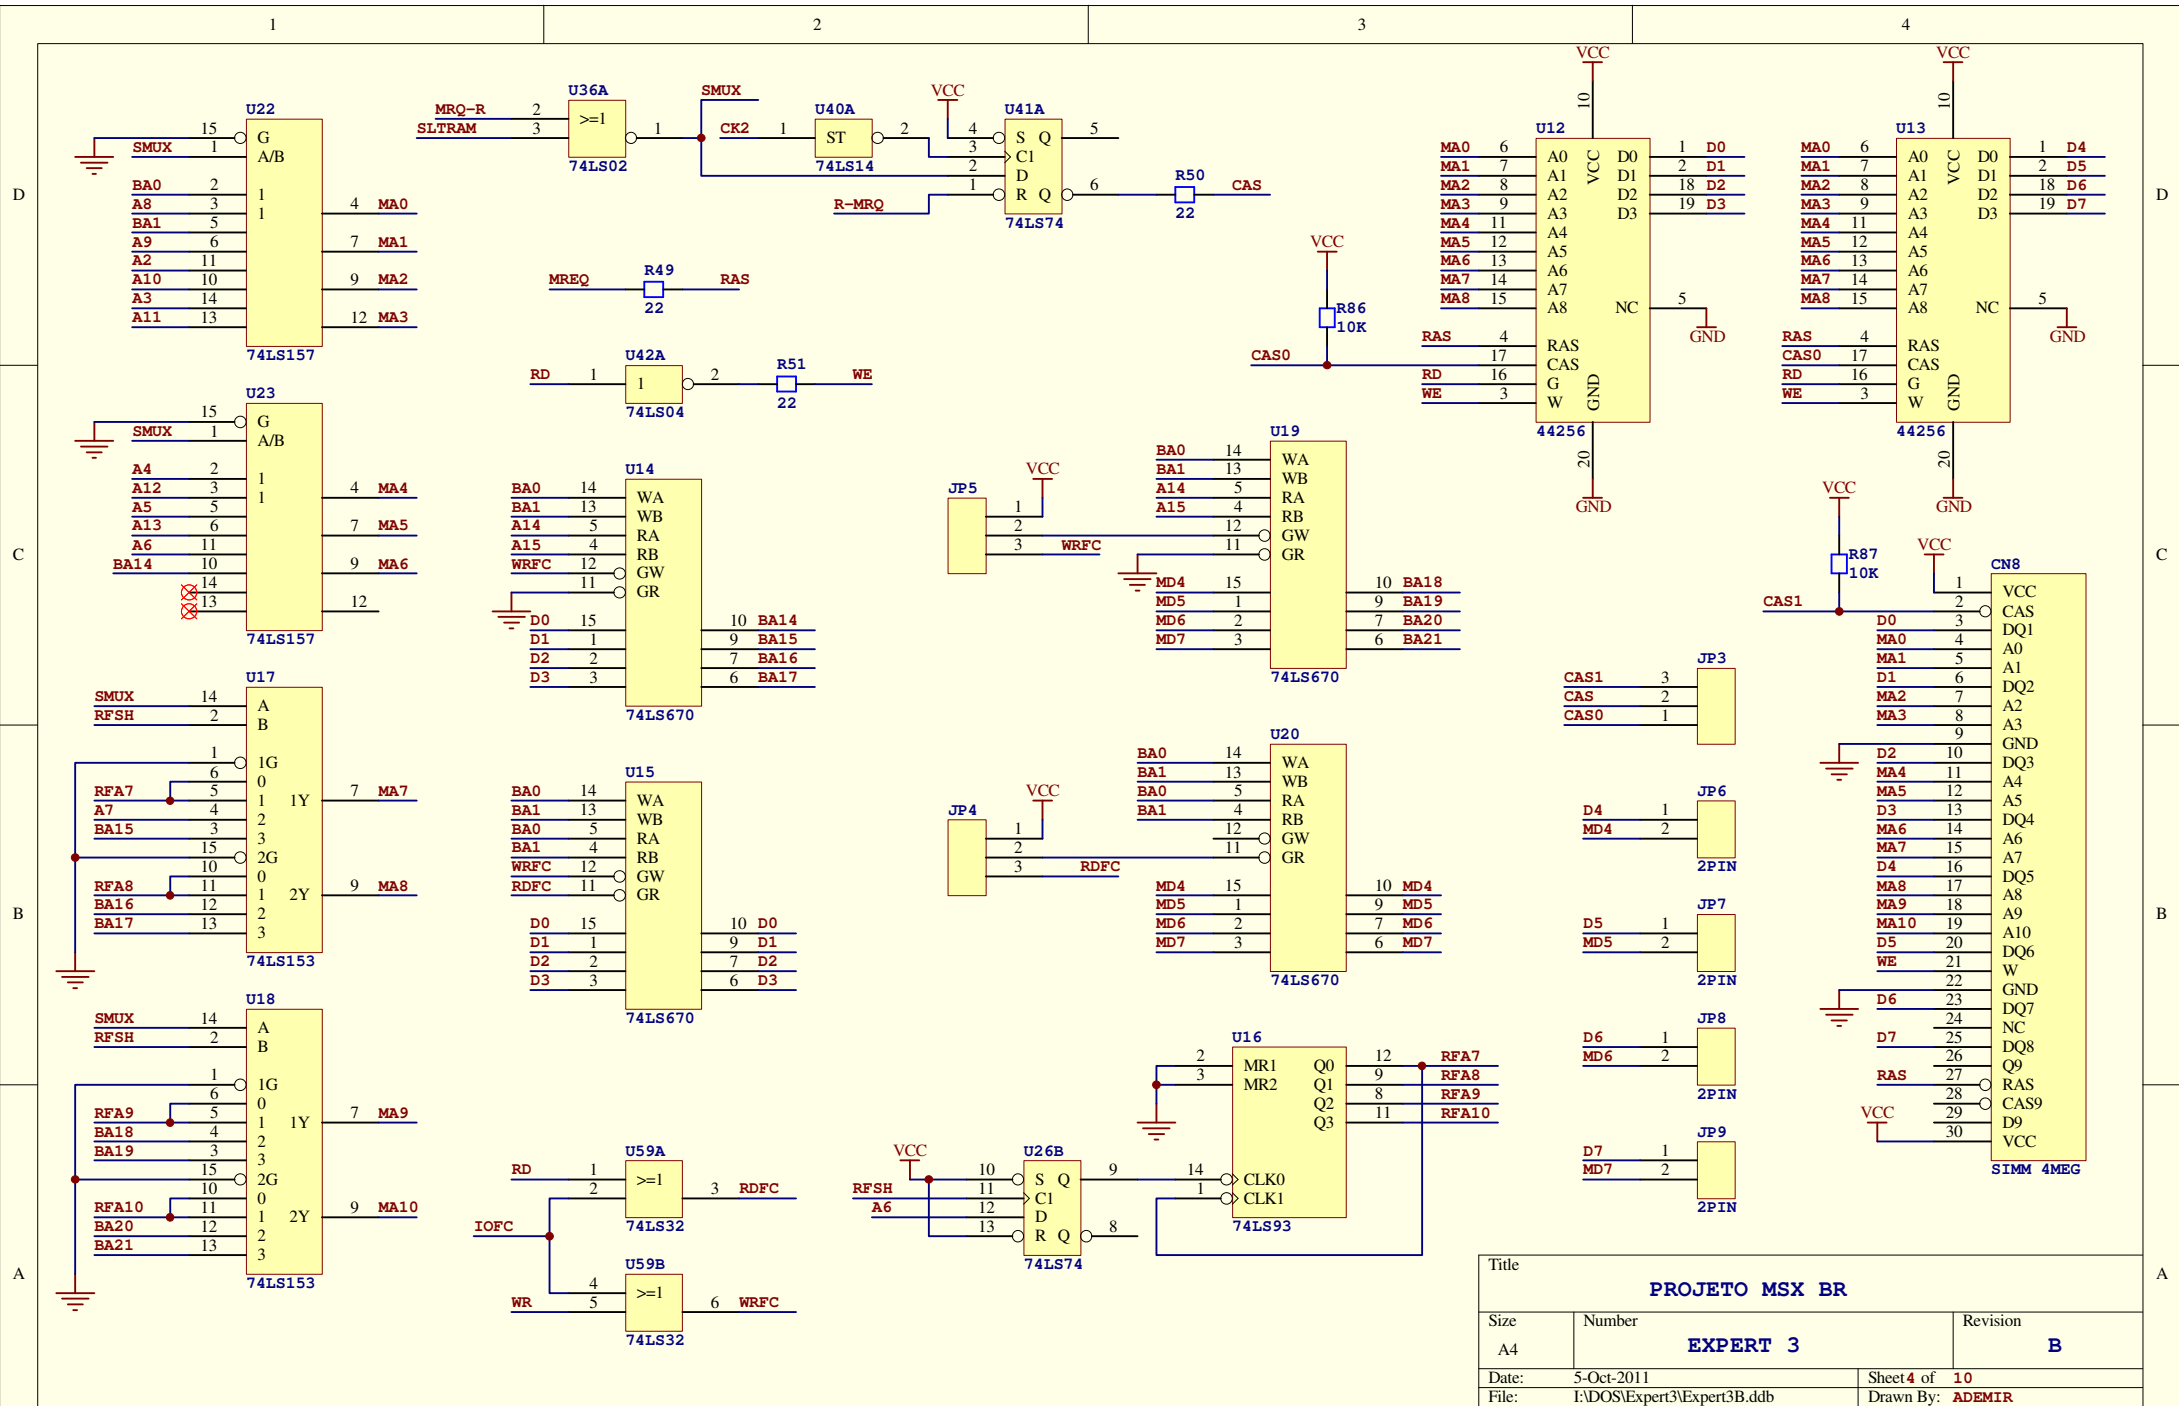 1 2 3 4
D C B A
D C B A
U22
15 G
SMUX 1 A/B
BA0 2 1
A8 3 1 4 MA0
BA1 5
A9 6 7 MA1
A2 11
A10 10 9 MA2
A3 14
A11 13 12 MA3
74LS157
U23
15 G
SMUX 1 A/B
A4 2 1
A12 3 1 4 MA4
A5 5
A13 6 7 MA5
A6 11
BA14 10 9 MA6
14
13 12
74LS157
U17
SMUX 14 A
RFSH 2 B
1 1G
6 0
RFA7 5 1 1Y 7 MA7
A7 4 2
BA15 3 3
15 2G
10 0
RFA8 11 1 2Y 9 MA8
BA16 12 2
BA17 13 3
74LS153
U18
SMUX 14 A
RFSH 2 B
1 1G
6 0
RFA9 5 1 1Y 7 MA9
BA18 4 2
BA19 3 3
15 2G
10 0
RFA10 11 1 2Y 9 MA10
BA20 12 2
BA21 13 3
74LS153
U36A
MRQ-R 2 >=1
SLTRAM 3 1
74LS02
SMUX
U40A
CK2 1 ST 2
74LS14
VCC
U41A
4 S Q 5
3 C1
2 D
R-MRQ 1 R Q 6
74LS74
R50
22
CAS
MREQ R49 RAS
22
U42A
RD 1 1 2
74LS04
R51
22
WE
U14
BA0 14 WA
BA1 13 WB
A14 5 RA
A15 4 RB
WRFC 12 GW
11 GR
D0 15 10 BA14
D1 1 9 BA15
D2 2 7 BA16
D3 3 6 BA17
74LS670
U15
BA0 14 WA
BA1 13 WB
BA0 5 RA
BA1 4 RB
WRFC 12 GW
RDFC 11 GR
D0 15 10 D0
D1 1 9 D1
D2 2 7 D2
D3 3 6 D3
74LS670
U59A
RD 1 >=1
2 3 RDFC
74LS32
IOFC
U59B
4 >=1
WR 5 6 WRFC
74LS32
JP5
VCC
1
2
3 WRFC
U19
BA0 14 WA
BA1 13 WB
A14 5 RA
A15 4 RB
12 GW
11 GR
MD4 15 10 BA18
MD5 1 9 BA19
MD6 2 7 BA20
MD7 3 6 BA21
74LS670
JP4
VCC
1
2
3 RDFC
U20
BA0 14 WA
BA1 13 WB
BA0 5 RA
BA1 4 RB
12 GW
11 GR
MD4 15 10 MD4
MD5 1 9 MD5
MD6 2 7 MD6
MD7 3 6 MD7
74LS670
VCC
U26B
10 S Q 9
RFSH 11 C1
A6 12 D
13 R Q 8
74LS74
U16
2 MR1 Q0 12 RFA7
3 MR2 Q1 9 RFA8
Q2 8 RFA9
Q3 11 RFA10
14 CLK0
1 CLK1
74LS93
VCC
R86
10K
CAS0
VCC
10
U12
VCC
MA0 6 A0 D0 1 D0
MA1 7 A1 D1 2 D1
MA2 8 A2 D2 18 D2
MA3 9 A3 D3 19 D3
MA4 11 A4
MA5 12 A5
MA6 13 A6
MA7 14 A7
MA8 15 A8 NC 5
GND
RAS 4 RAS
17 CAS
RD 16 G
WE 3 W
GND
44256
20
GND
VCC
10
U13
VCC
MA0 6 A0 D0 1 D4
MA1 7 A1 D1 2 D5
MA2 8 A2 D2 18 D6
MA3 9 A3 D3 19 D7
MA4 11 A4
MA5 12 A5
MA6 13 A6
MA7 14 A7
MA8 15 A8 NC 5
GND
RAS 4 RAS
CAS0 17 CAS
RD 16 G
WE 3 W
GND
44256
20
GND
JP3
CAS1 3
CAS 2
CAS0 1
JP6
D4 1
MD4 2
2PIN
JP7
D5 1
MD5 2
2PIN
JP8
D6 1
MD6 2
2PIN
JP9
D7 1
MD7 2
2PIN
VCC
R87
10K
CAS1
VCC
CN8
1 VCC
2 CAS
D0 3 DQ1
MA0 4 A0
MA1 5 A1
D1 6 DQ2
MA2 7 A2
MA3 8 A3
9 GND
D2 10 DQ3
MA4 11 A4
MA5 12 A5
D3 13 DQ4
MA6 14 A6
MA7 15 A7
D4 16 DQ5
MA8 17 A8
MA9 18 A9
MA10 19 A10
D5 20 DQ6
WE 21 W
22 GND
D6 23 DQ7
24 NC
D7 25 DQ8
26 Q9
RAS 27 RAS
28 CAS9
29 D9
VCC 30 VCC
SIMM 4MEG
Title
PROJETO MSX BR
Size Number Revision
A4 EXPERT 3 B
Date: 5-Oct-2011 Sheet 4 of 10
File: I:\DOS\Expert3\Expert3B.ddb Drawn By: ADEMIR